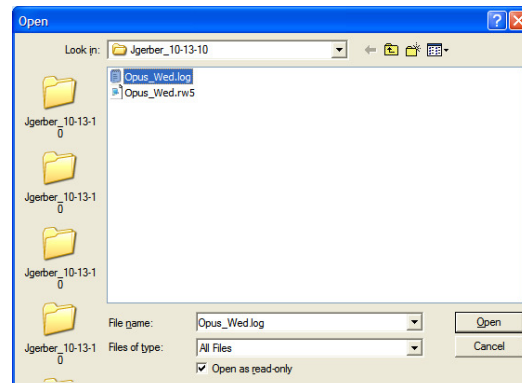 Open
Look in: Jgerber_10-13-10
Opus_Wed.log
Opus_Wed.rw5
Jgerber_10-13-1
0
Jgerber_10-13-1
0
Jgerber_10-13-1
0
Jgerber_10-13-1
0
File name: Opus_Wed.log Open
Files of type: All Files Cancel
Open as read-only